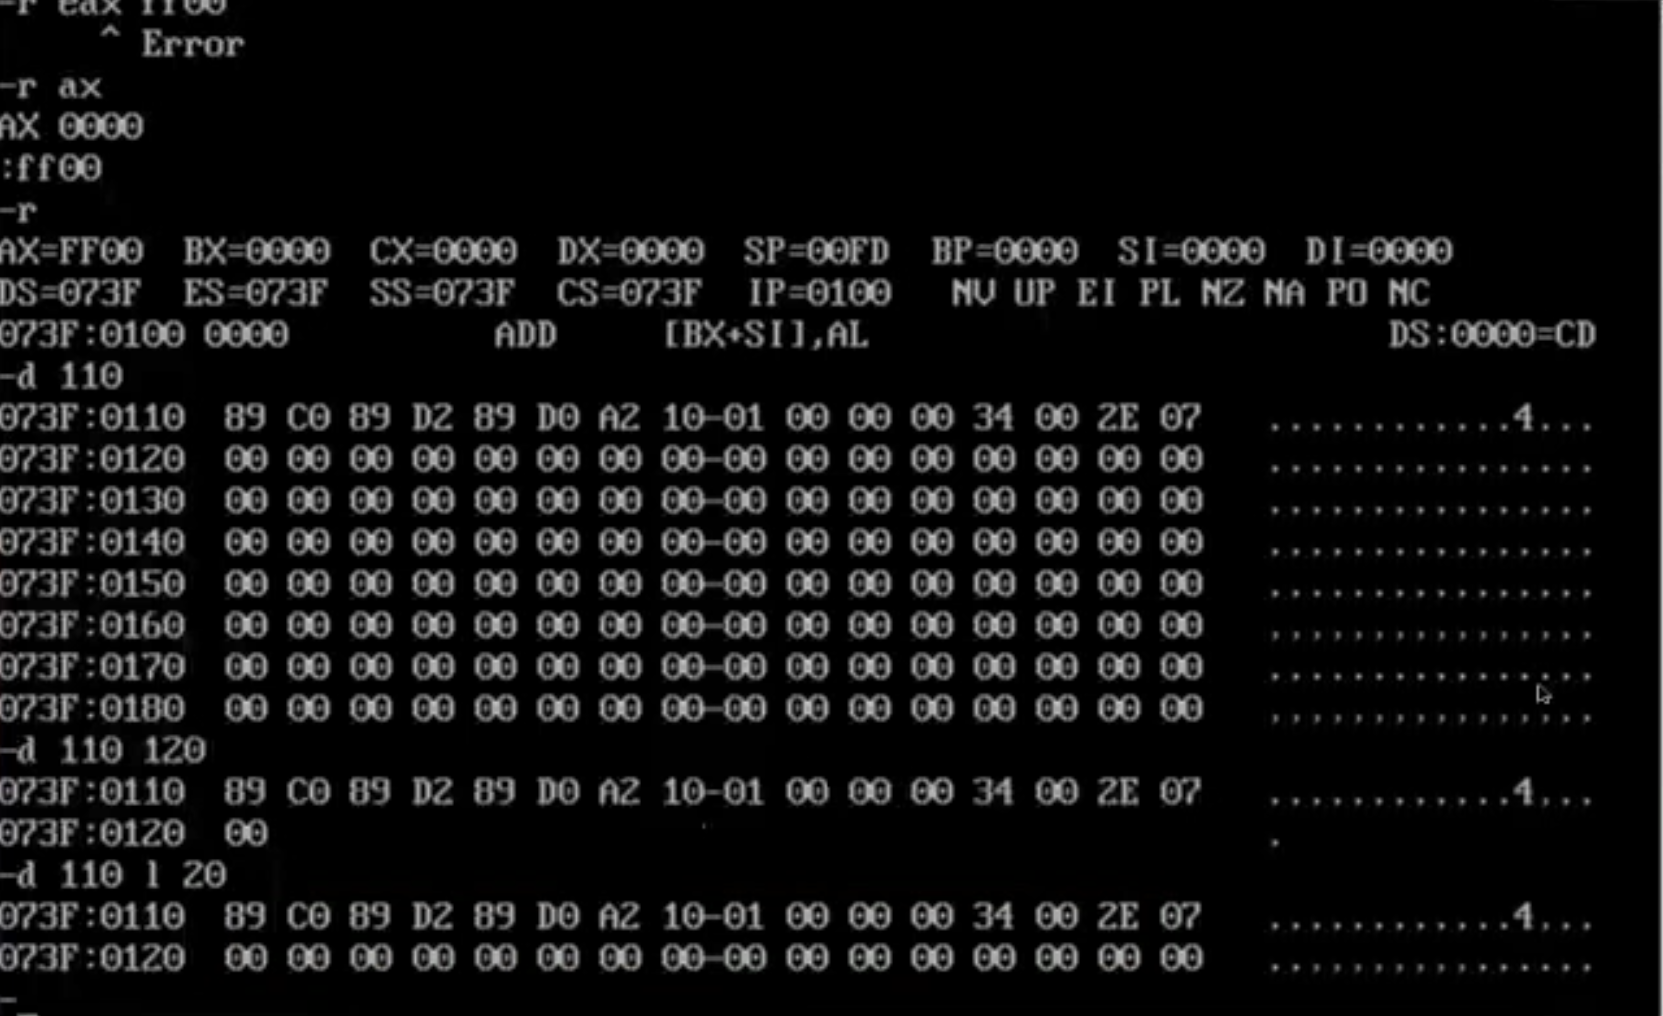 -r eax ff00
^ Error
-r ax
AX 0000
:ff00
-r
AX=FF00  BX=0000  CX=0000  DX=0000  SP=00FD  BP=0000  SI=0000  DI=0000
DS=073F  ES=073F  SS=073F  CS=073F  IP=0100   NV UP EI PL NZ NA PO NC
073F:0100 0000          ADD     [BX+SI],AL                         DS:0000=CD
-d 110
073F:0110  89 C0 89 D2 89 D0 A2 10-01 00 00 00 34 00 2E 07   ............4...
073F:0120  00 00 00 00 00 00 00 00-00 00 00 00 00 00 00 00   ................
073F:0130  00 00 00 00 00 00 00 00-00 00 00 00 00 00 00 00   ................
073F:0140  00 00 00 00 00 00 00 00-00 00 00 00 00 00 00 00   ................
073F:0150  00 00 00 00 00 00 00 00-00 00 00 00 00 00 00 00   ................
073F:0160  00 00 00 00 00 00 00 00-00 00 00 00 00 00 00 00   ................
073F:0170  00 00 00 00 00 00 00 00-00 00 00 00 00 00 00 00   ................
073F:0180  00 00 00 00 00 00 00 00-00 00 00 00 00 00 00 00   ................
-d 110 120
073F:0110  89 C0 89 D2 89 D0 A2 10-01 00 00 00 34 00 2E 07   ............4...
073F:0120  00                                                .
-d 110 l 20
073F:0110  89 C0 89 D2 89 D0 A2 10-01 00 00 00 34 00 2E 07   ............4...
073F:0120  00 00 00 00 00 00 00 00-00 00 00 00 00 00 00 00   ................
-_